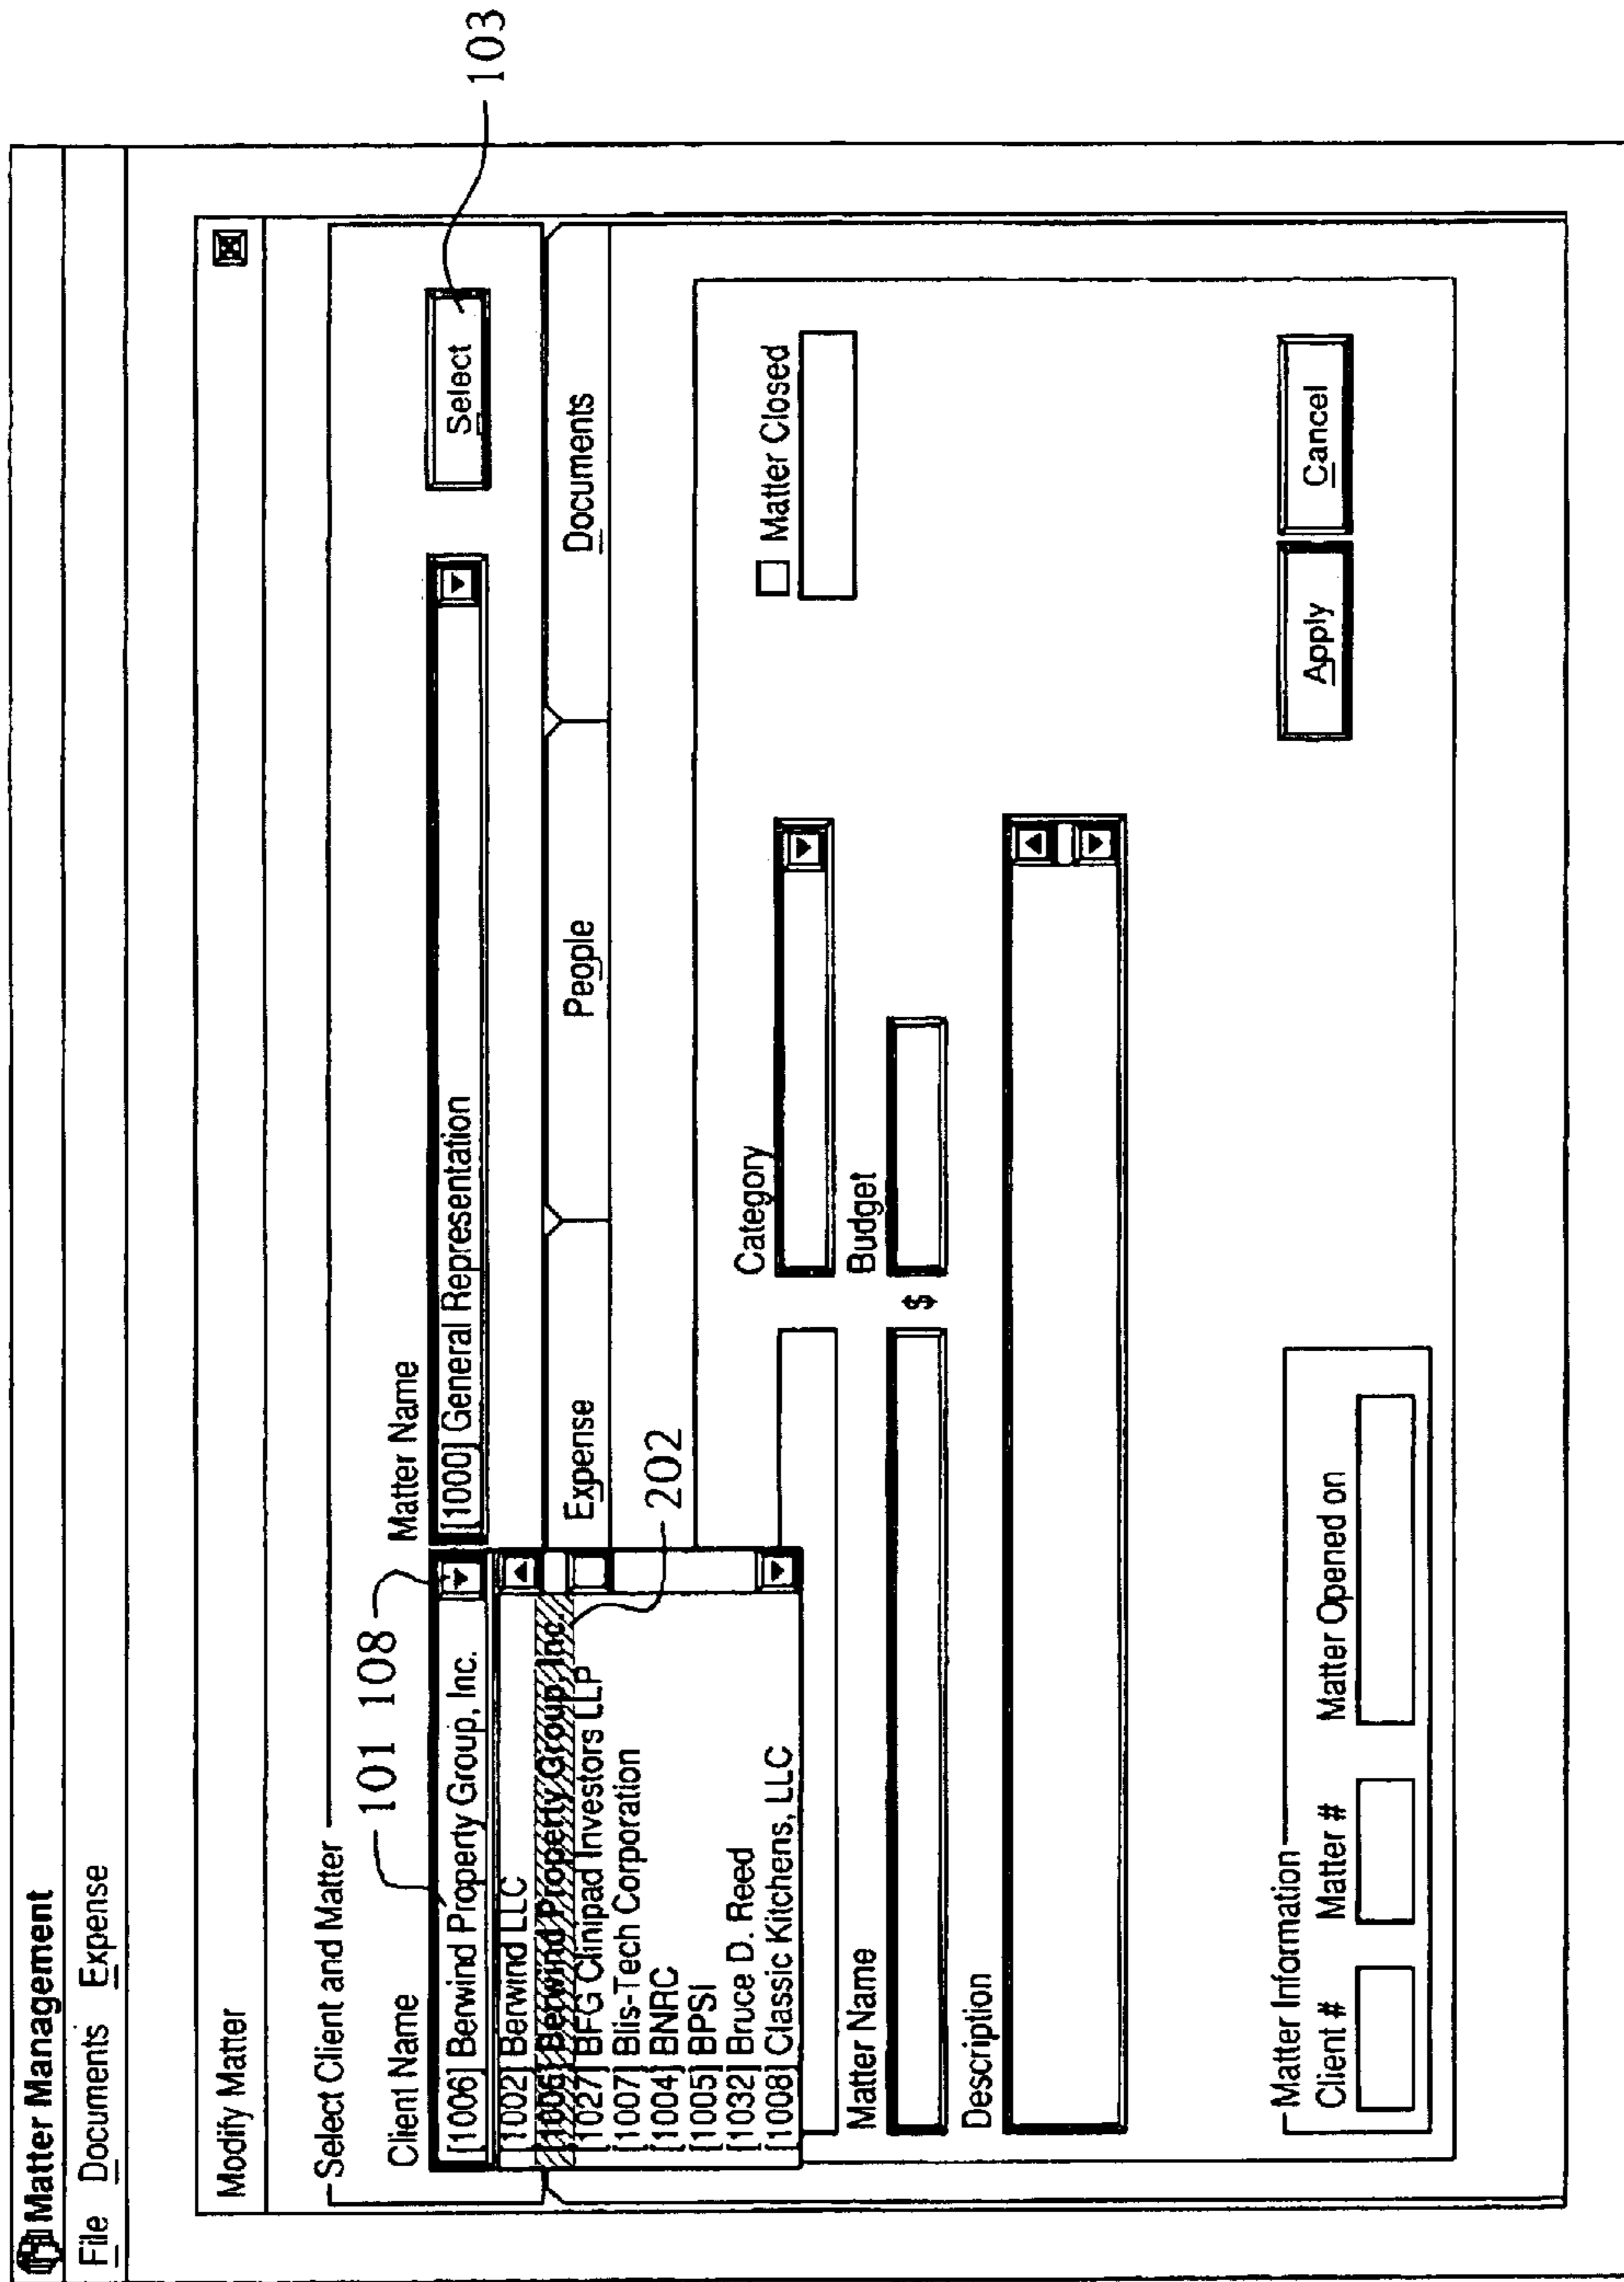 Matter Management
File Documents Expense
Modify Matter
Select Client and Matter
101 108
103
Client Name Matter Name
[1006] Berwind Property Group, Inc. [1000] General Representation Select
[1002] Berwind LLC
[1006] Berwind Property Group, Inc.
[1027] BFG Clinipad Investors LLP
[1007] Blis-Tech Corporation
[1004] BNRC
[1005] BPSI
[1032] Bruce D. Reed
[1008] Classic Kitchens, LLC
202
Expense People Documents
Category Matter Closed
Matter Name Budget
$
Description
Matter Information
Client # Matter # Matter Opened on
Apply Cancel